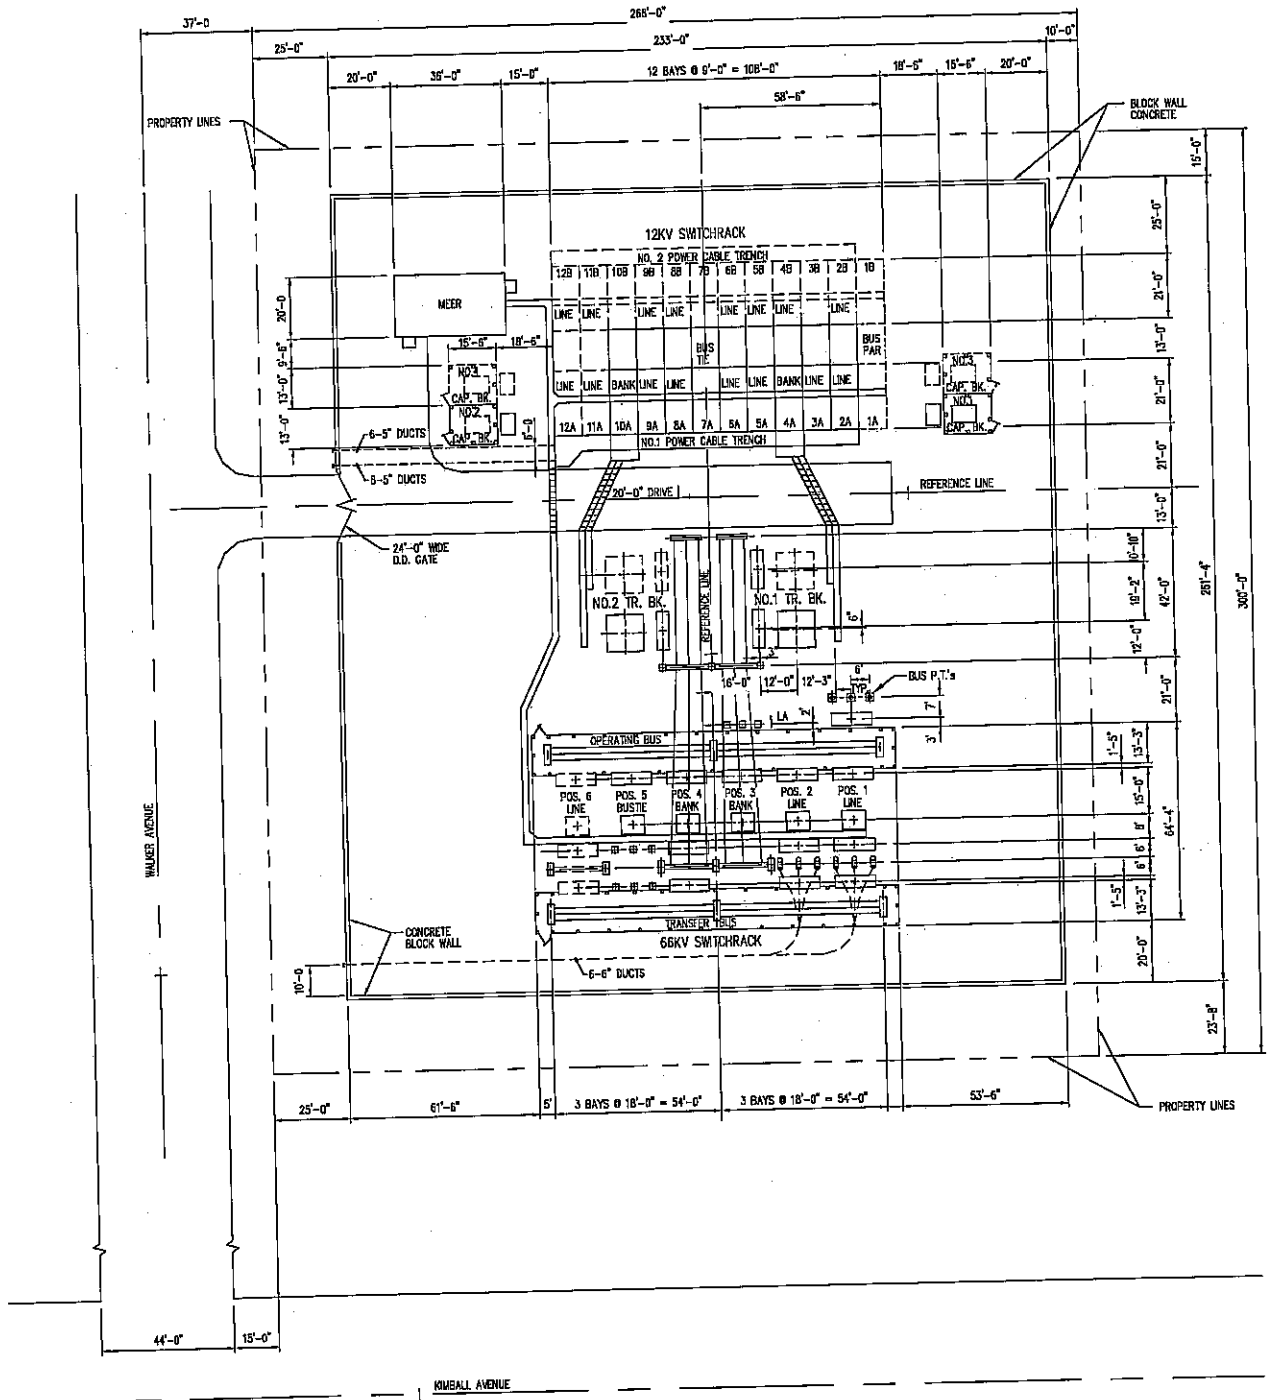 37'-0
268'-0"
25'-0"
233'-0"
10'-0"
20'-0"
36'-0"
15'-0"
12 BAYS @ 9'-0" = 108'-0"
18'-6"
15'-6"
20'-0"
58'-6"
PROPERTY LINES
BLOCK WALL
CONCRETE
15'-0"
25'-0"
12KV SWITCHRACK
NO. 2 POWER CABLE TRENCH
12B 11B 10B 9B 8B 7B 6B 5B 4B 3B 2B 1B
21'-0"
MEER
20'-0
LINE LINE LINE LINE LINE LINE LINE LINE
13'-0"
15'-6"
18'-6"
BUS
TIE
BUS
PAR
9'-6"
NO.3
CAP. BK.
NO.2
CAP. BK.
13'-0"
13'-0"
NO.3
CAP. BK.
NO.1
CAP. BK.
21'-0"
LINE LINE BANK LINE LINE LINE LINE BANK LINE LINE
12A 11A 10A 9A 8A 7A 6A 5A 4A 3A 2A 1A
NO.1 POWER CABLE TRENCH
6'-0
6-5" DUCTS
6-5" DUCTS
21'-0"
20'-0" DRIVE
REFERENCE LINE
13'-0"
24'-0" WIDE
D.D. GATE
10'-10"
19'-2"
42'-0"
12'-0"
251'-4"
300'-0"
NO.2 TR. BK.
REFERENCE LINE
NO.1 TR. BK.
6"
3'
16'-0"
12'-0"
12'-3"
6'
TYP.
BUS P.T.'s
21'-0"
LA
2'
7'
3'
OPERATING BUS
1'-5"
13'-3"
POS. 6
LINE
POS. 5
BUSTIE
POS. 4
BANK
POS. 3
BANK
POS. 2
LINE
POS. 1
LINE
15'-0"
8'
6'
6'
64'-4"
WALKER AVENUE
1'-5"
13'-3"
TRANSFER BUS
66KV SWITCHRACK
CONCRETE
BLOCK WALL
20'-0"
10'-0
6-6" DUCTS
23'-8"
25'-0"
61'-6"
5'
3 BAYS @ 18'-0" = 54'-0"
3 BAYS @ 18'-0" = 54'-0"
53'-6"
PROPERTY LINES
44'-0"
15'-0"
KIMBALL AVENUE